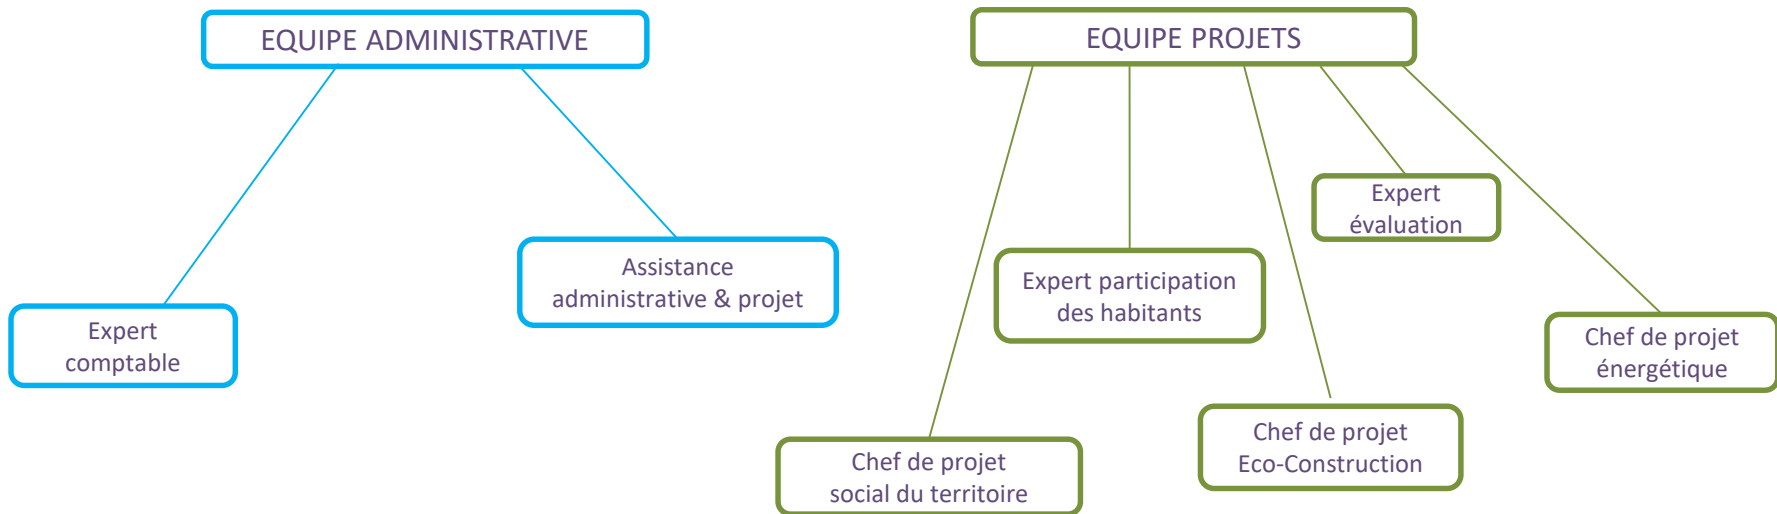 EQUIPE ADMINISTRATIVE
Expert
comptable
Assistance
administrative & projet
EQUIPE PROJETS
Chef de projet
social du territoire
Expert participation
des habitants
Chef de projet
Eco-Construction
Expert
évaluation
Chef de projet
énergétique